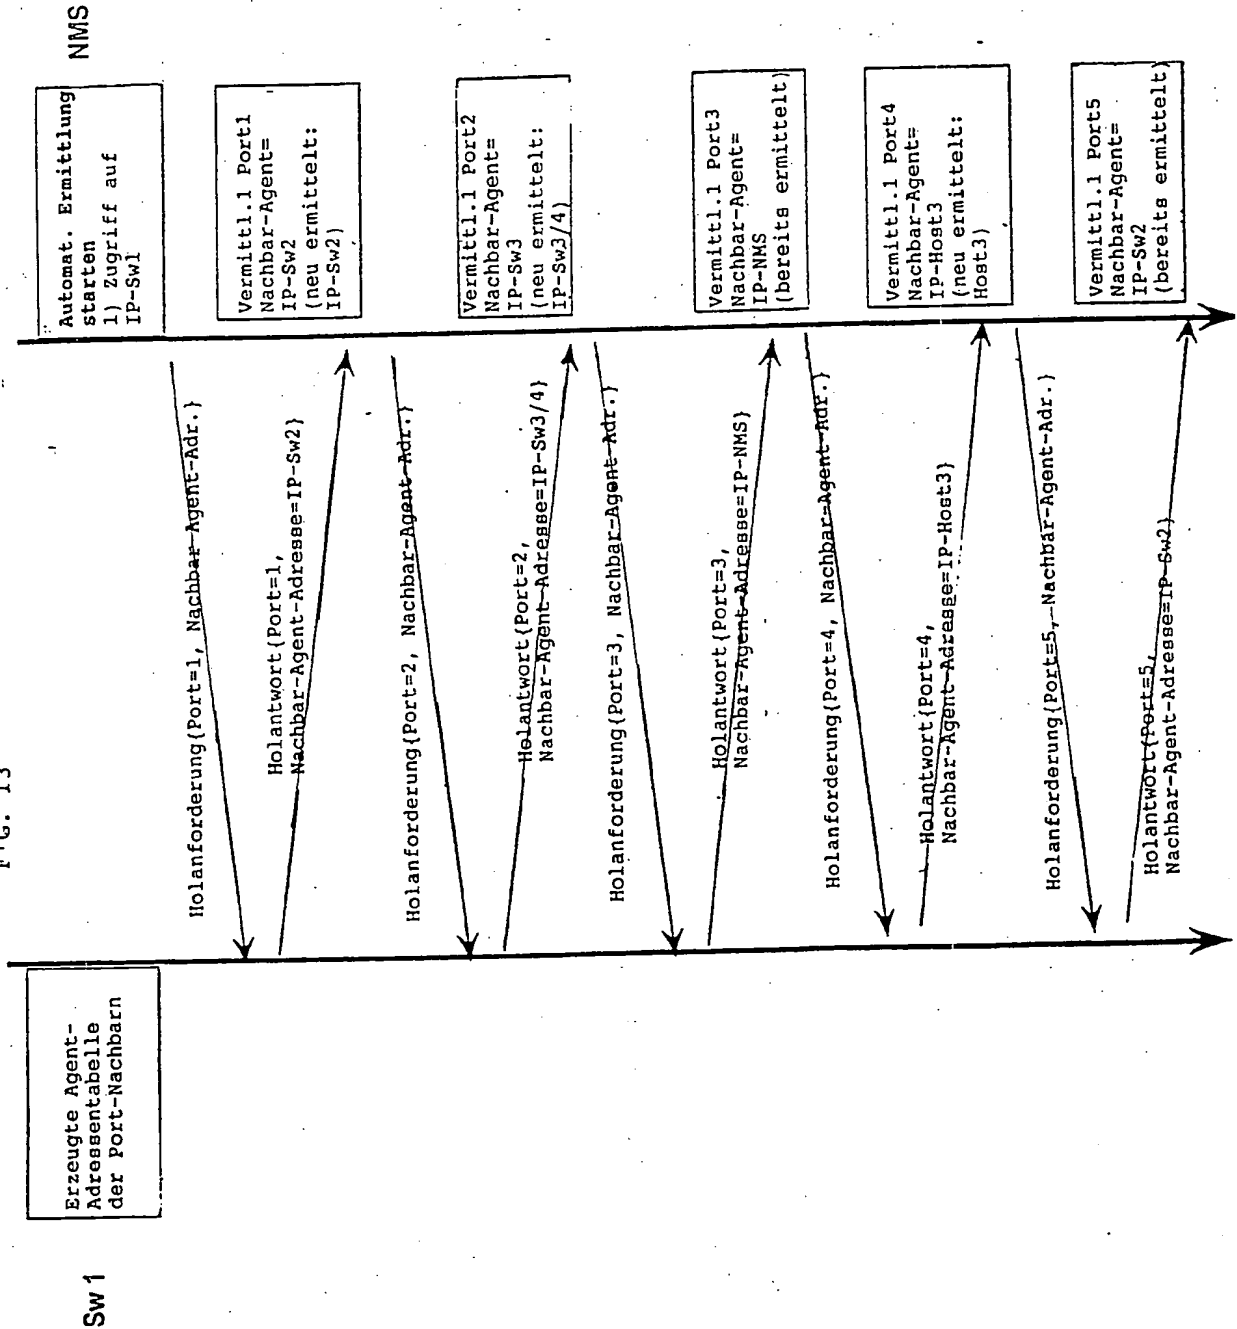 FIG. 13
Sw 1
NMS
Erzeugte Agent-
Adressentabelle
der Port-Nachbarn
Automat. Ermittlung
starten
1) Zugriff auf
IP-Sw1
Holanforderung{Port=1, Nachbar-Agent-Adr.}
Holantwort{Port=1,
Nachbar-Agent-Adresse=IP-Sw2}
Vermittl.1 Port1
Nachbar-Agent=
IP-Sw2
(neu ermittelt:
IP-Sw2)
Holanforderung{Port=2, Nachbar-Agent-Adr.}
Holantwort{Port=2,
Nachbar-Agent-Adresse=IP-Sw3/4}
Vermittl.1 Port2
Nachbar-Agent=
IP-Sw3
(neu ermittelt:
IP-Sw3/4)
Holanforderung{Port=3, Nachbar-Agent-Adr.}
Holantwort{Port=3,
Nachbar-Agent-Adresse=IP-NMS}
Vermittl.1 Port3
Nachbar-Agent=
IP-NMS
(bereits ermittelt)
Holanforderung{Port=4, Nachbar-Agent-Adr.}
Holantwort{Port=4,
Nachbar-Agent-Adresse=IP-Host3}
Vermittl.1 Port4
Nachbar-Agent=
IP-Host3
(neu ermittelt:
Host3)
Holanforderung{Port=5, Nachbar-Agent-Adr.}
Holantwort{Port=5,
Nachbar-Agent-Adresse=IP-Sw2}
Vermittl.1 Port5
Nachbar-Agent=
IP-Sw2
(bereits ermittelt)